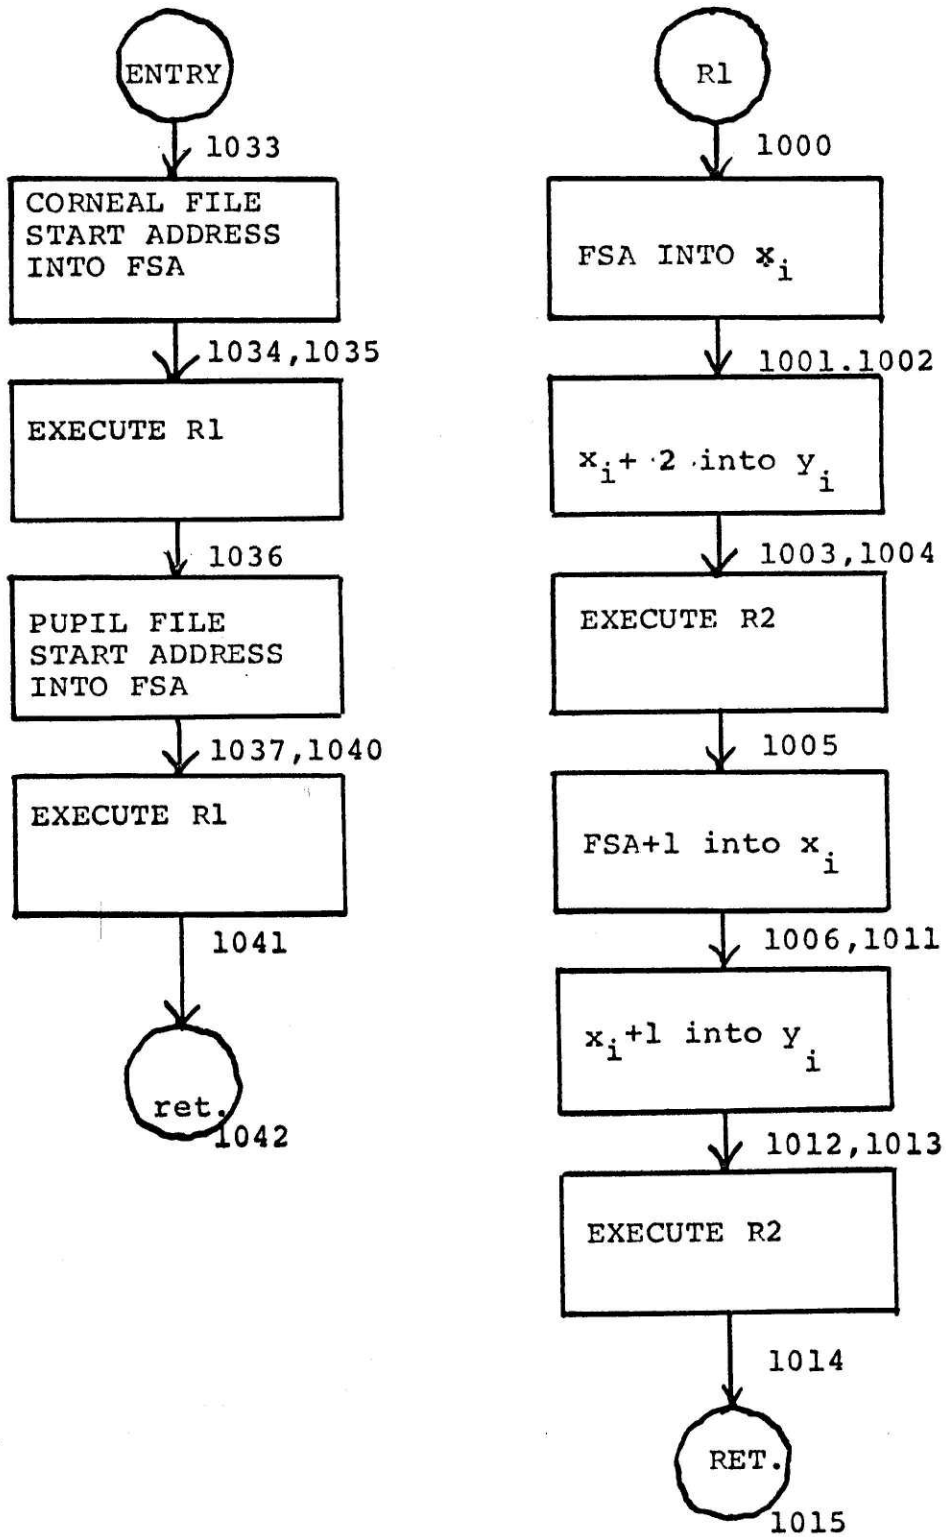 ENTRY
1033
CORNEAL FILE
START ADDRESS
INTO FSA
1034,1035
EXECUTE R1
1036
PUPIL FILE
START ADDRESS
INTO FSA
1037,1040
EXECUTE R1
1041
ret.
1042
R1
1000
FSA INTO xᵢ
1001.1002
xᵢ+ 2 into yᵢ
1003,1004
EXECUTE R2
1005
FSA+1 into xᵢ
1006,1011
xᵢ+1 into yᵢ
1012,1013
EXECUTE R2
1014
RET.
1015